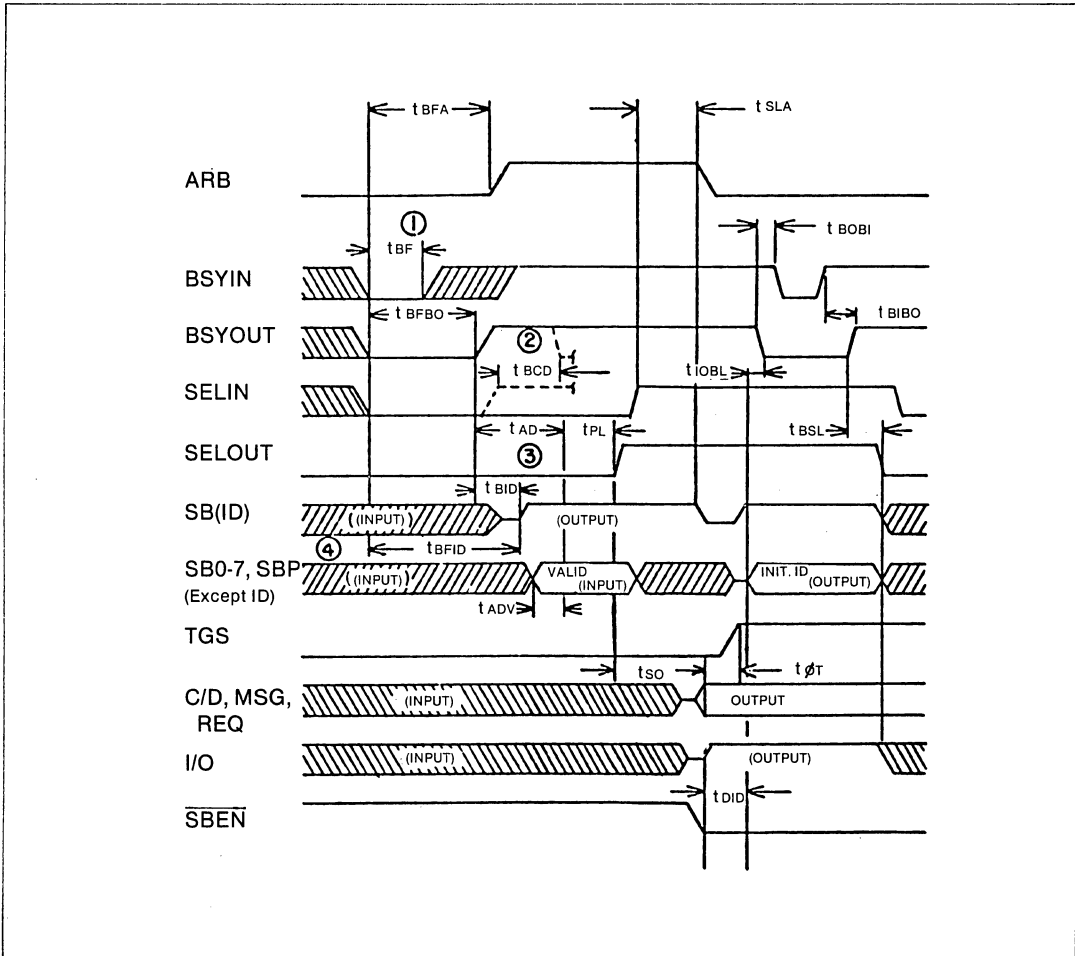 t BFA
t SLA
ARB
①
t BF
t BOBI
BSYIN
t BFBO
t BIBO
BSYOUT
②
t BCD
t IOBL
SELIN
t AD
t PL
t BSL
SELOUT
③
t BID
SB(ID)
(INPUT)
(OUTPUT)
④
t BFID
SB0-7, SBP
(Except ID)
(INPUT)
VALID
(INPUT)
INIT. ID
(OUTPUT)
t ADV
TGS
t SO
t ØT
C/D, MSG,
REQ
(INPUT)
OUTPUT
I/O
(INPUT)
(OUTPUT)
t DID
SBEN